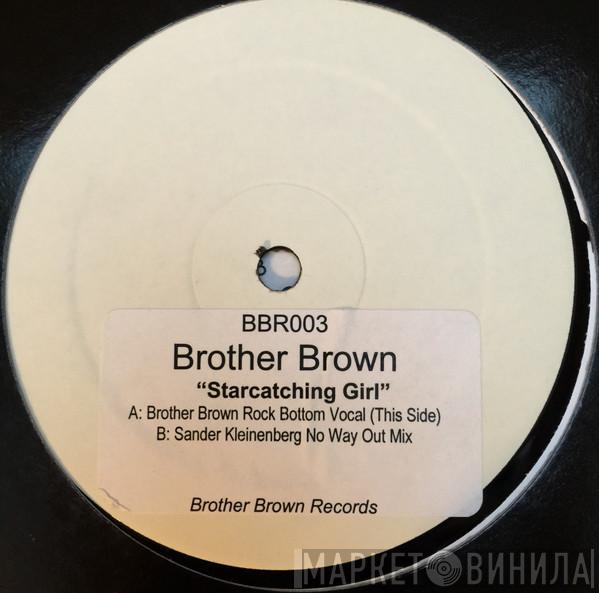 BBR003
Brother Brown
“Starcatching Girl”
A: Brother Brown Rock Bottom Vocal (This Side)
B: Sander Kleinenberg No Way Out Mix
Brother Brown Records
МАРКЕТ ВИНИЛА